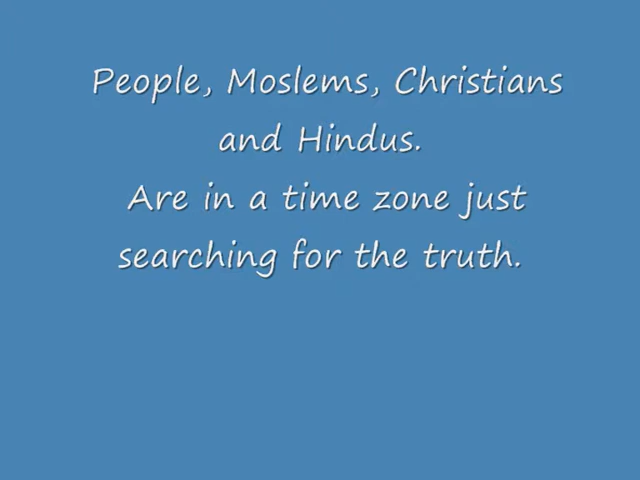 People, Moslems, Christians
and Hindus.
Are in a time zone just
searching for the truth.